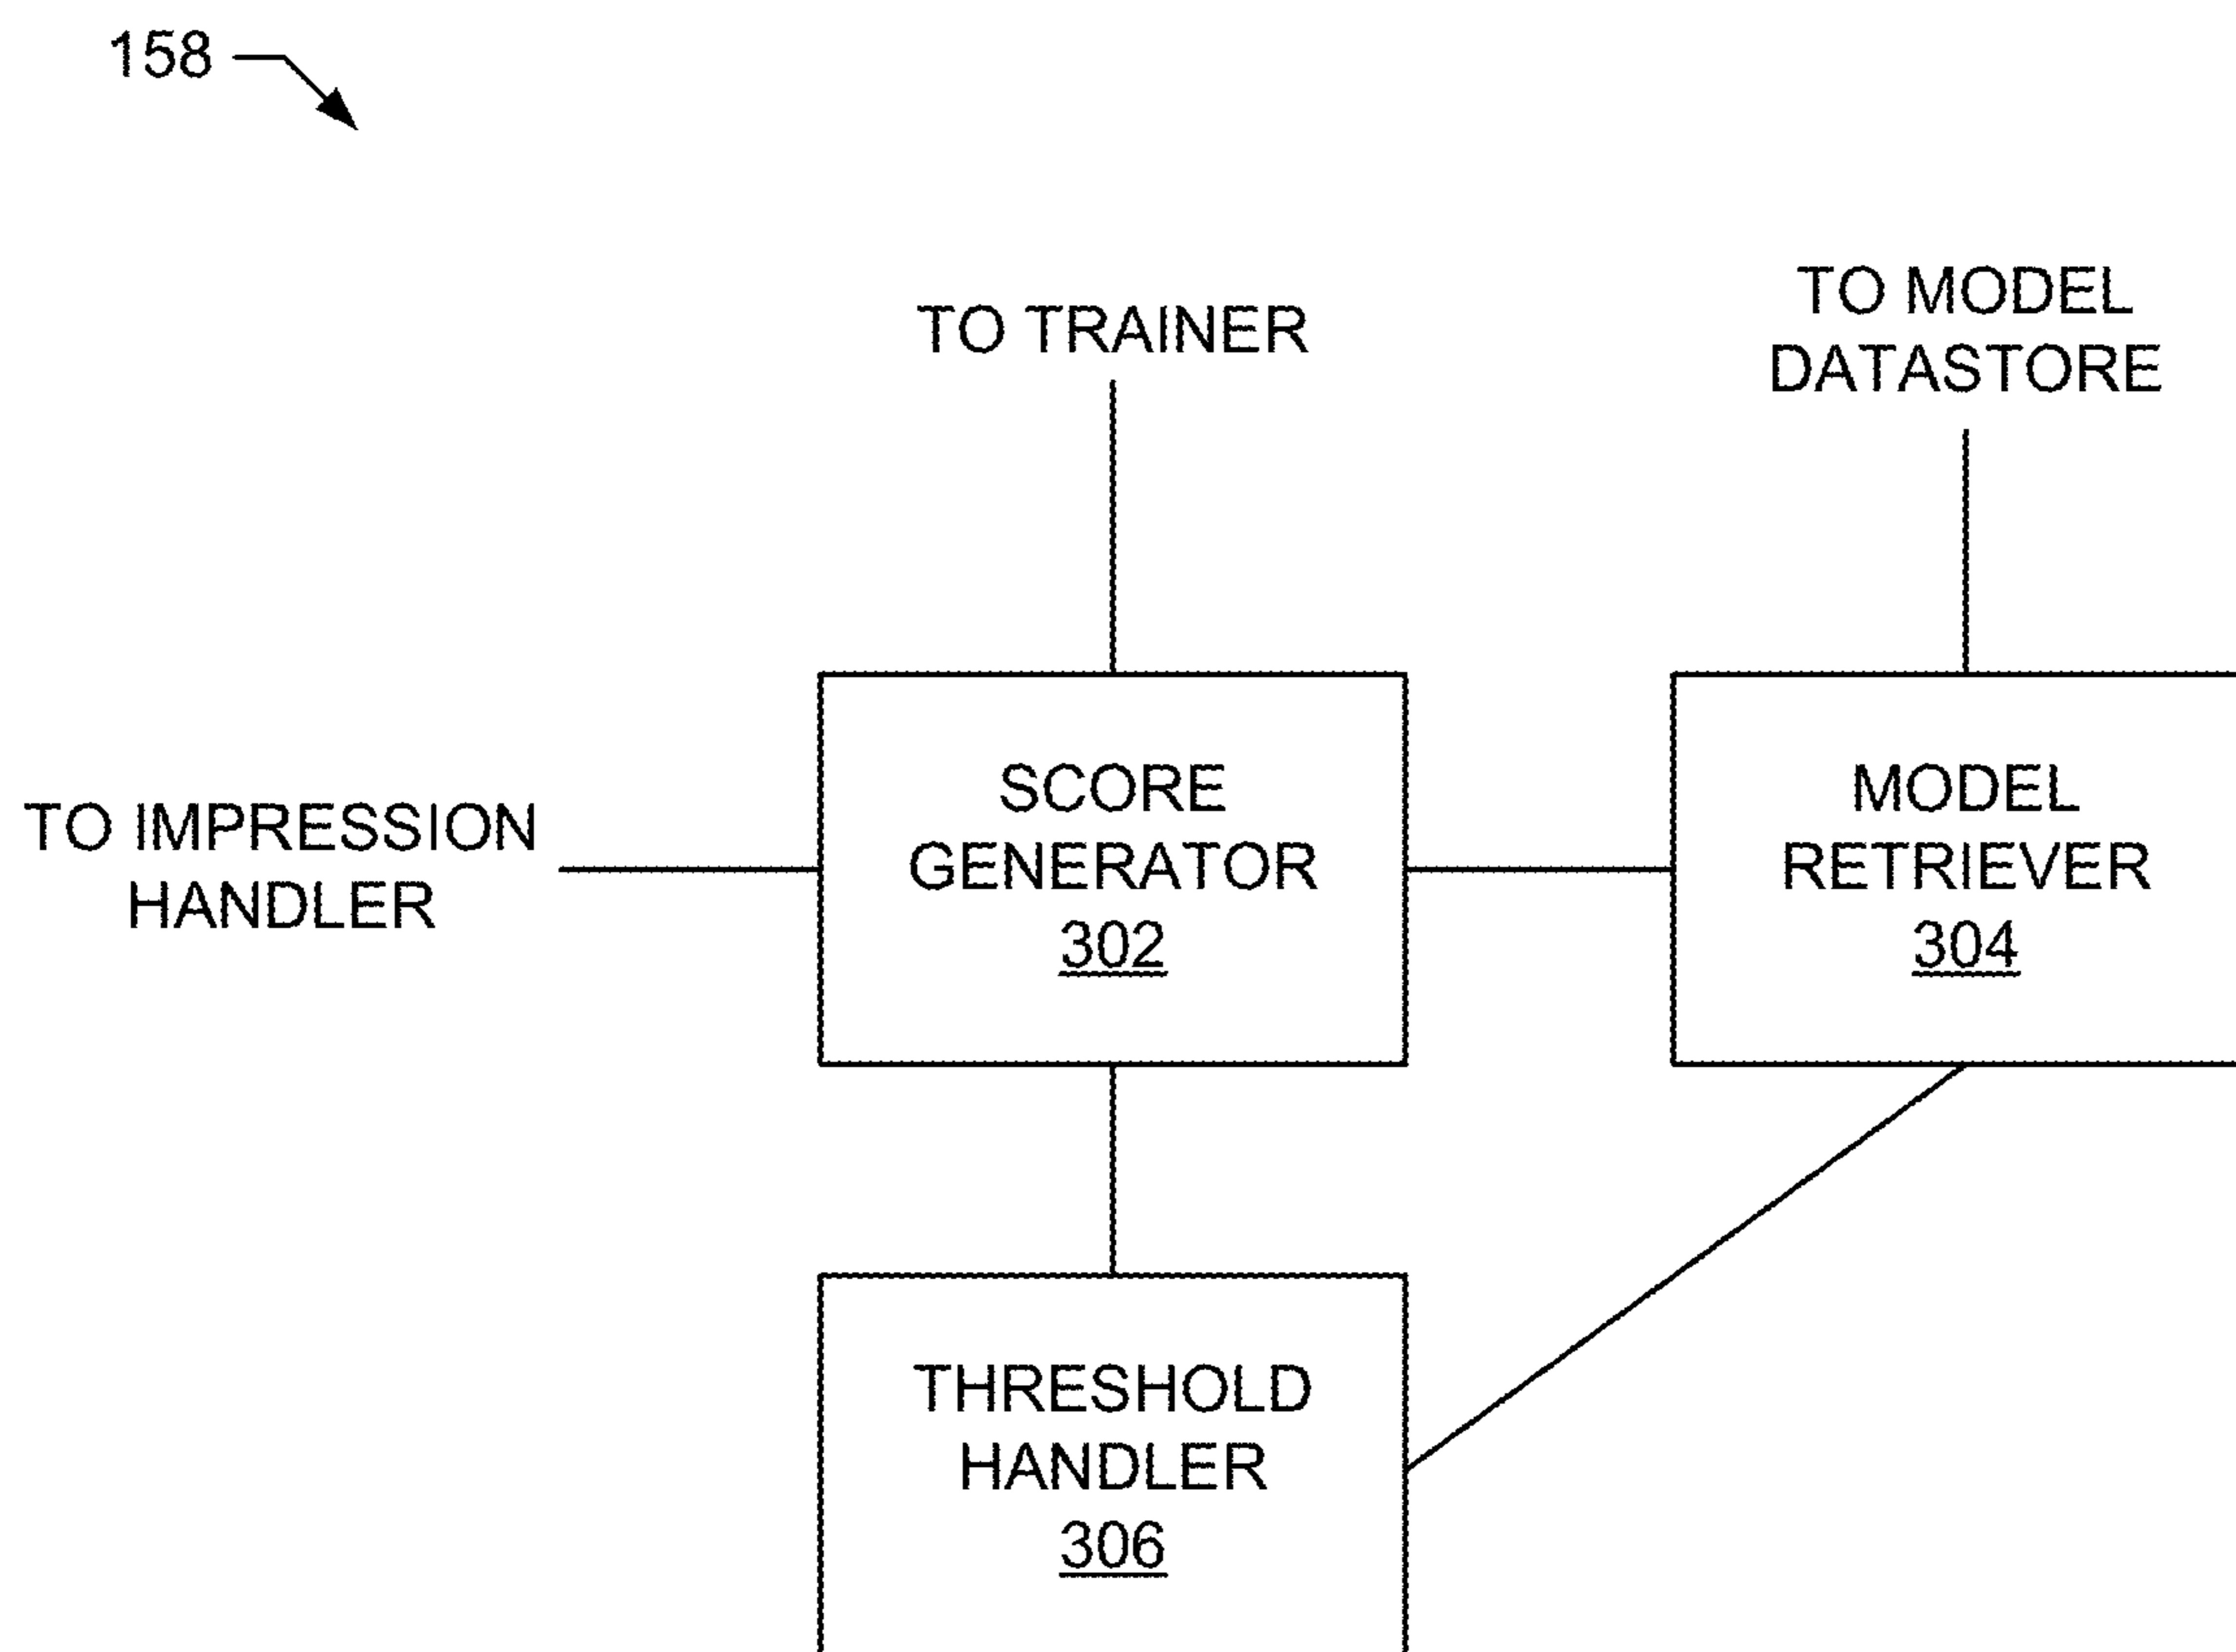 158
TO TRAINER
TO MODEL
DATASTORE
TO IMPRESSION
HANDLER
SCORE
GENERATOR
302
MODEL
RETRIEVER
304
THRESHOLD
HANDLER
306